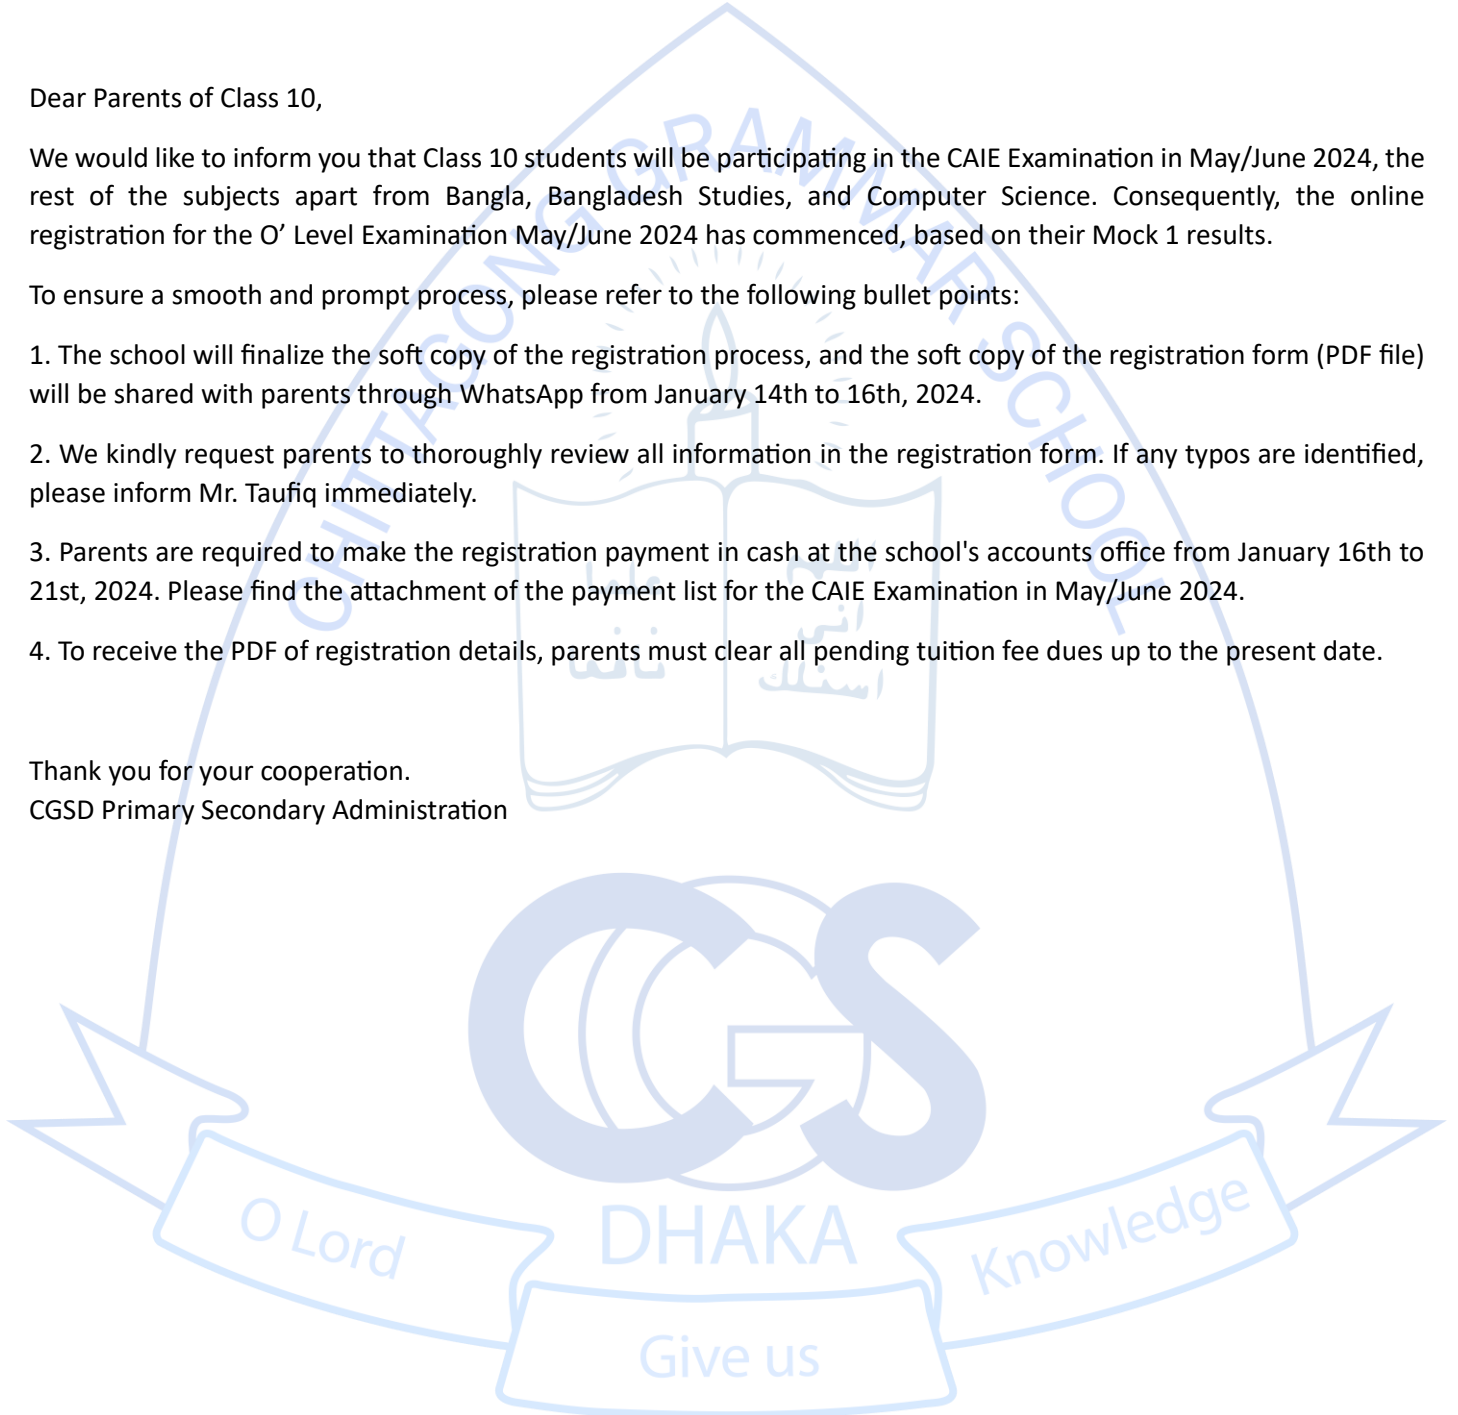 Dear Parents of Class 10,
We would like to inform you that Class 10 students will be participating in the CAIE Examination in May/June 2024, the
rest of the subjects apart from Bangla, Bangladesh Studies, and Computer Science. Consequently, the online
registration for the O’ Level Examination May/June 2024 has commenced, based on their Mock 1 results.
To ensure a smooth and prompt process, please refer to the following bullet points:
1. The school will finalize the soft copy of the registration process, and the soft copy of the registration form (PDF file)
will be shared with parents through WhatsApp from January 14th to 16th, 2024.
2. We kindly request parents to thoroughly review all information in the registration form. If any typos are identified,
please inform Mr. Taufiq immediately.
3. Parents are required to make the registration payment in cash at the school's accounts office from January 16th to
21st, 2024. Please find the attachment of the payment list for the CAIE Examination in May/June 2024.
4. To receive the PDF of registration details, parents must clear all pending tuition fee dues up to the present date.
Thank you for your cooperation.
CGSD Primary Secondary Administration
CHITTAGONG GRAMMAR SCHOOL
انی
اسئلك
علما
نافعا
CGS
DHAKA
O Lord
Give us
Knowledge